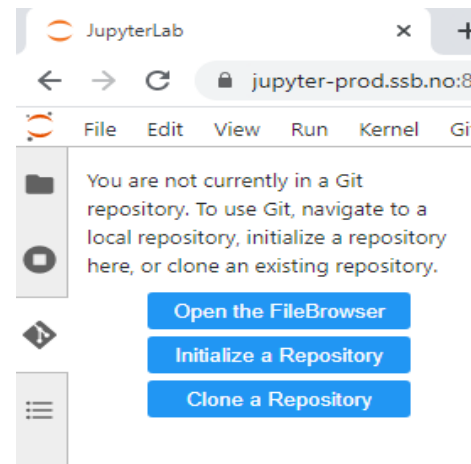 JupyterLab
jupyter-prod.ssb.no:8
File Edit View Run Kernel Gi
You are not currently in a Git
repository. To use Git, navigate to a
local repository, initialize a repository
here, or clone an existing repository.
Open the FileBrowser
Initialize a Repository
Clone a Repository